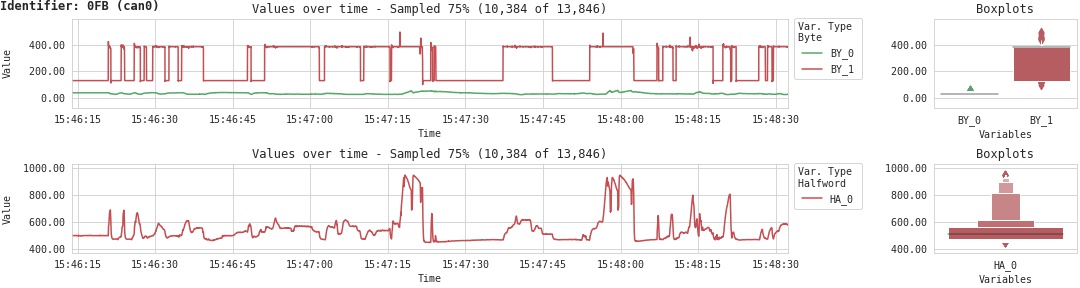 Identifier: 0FB (can0)
Values over time - Sampled 75% (10,384 of 13,846)
Value
400.00
200.00
0.00
15:46:15 15:46:30 15:46:45 15:47:00 15:47:15 15:47:30 15:47:45 15:48:00 15:48:15 15:48:30
Time
Var. Type
Byte
BY_0
BY_1
Boxplots
400.00
200.00
0.00
BY_0 BY_1
Variables
Values over time - Sampled 75% (10,384 of 13,846)
Value
1000.00
800.00
600.00
400.00
15:46:15 15:46:30 15:46:45 15:47:00 15:47:15 15:47:30 15:47:45 15:48:00 15:48:15 15:48:30
Time
Var. Type
Halfword
HA_0
Boxplots
1000.00
800.00
600.00
400.00
HA_0
Variables